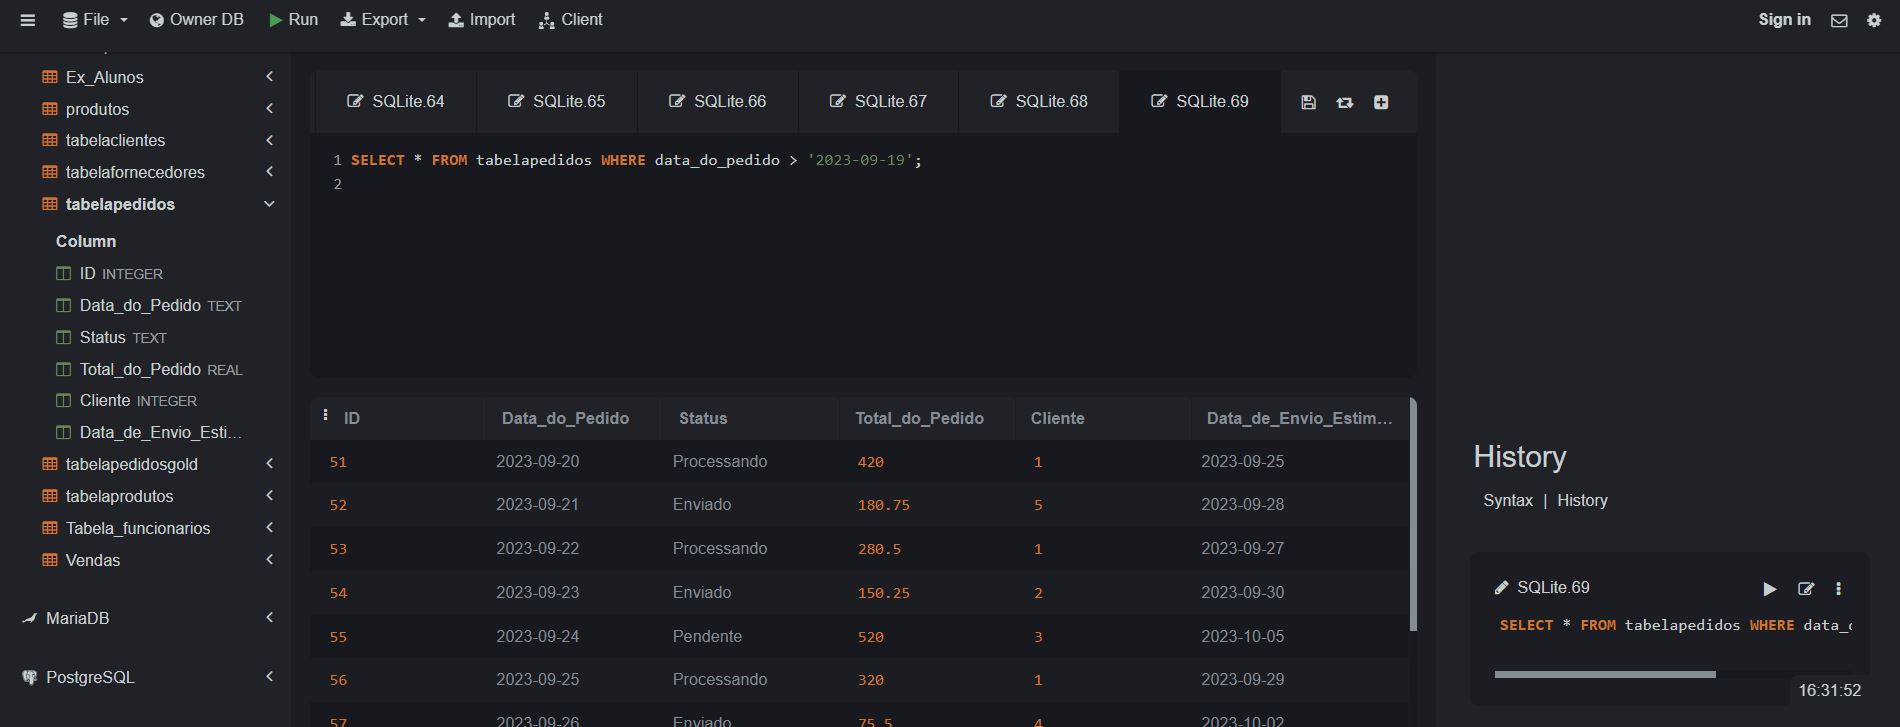 File Owner DB Run Export Import Client Sign in
Ex_Alunos
produtos
tabelaclientes
tabelafornecedores
tabelapedidos
Column
ID INTEGER
Data_do_Pedido TEXT
Status TEXT
Total_do_Pedido REAL
Cliente INTEGER
Data_de_Envio_Esti...
tabelapedidosgold
tabelaprodutos
Tabela_funcionarios
Vendas
MariaDB
PostgreSQL
SQLite.64 SQLite.65 SQLite.66 SQLite.67 SQLite.68 SQLite.69
1 SELECT * FROM tabelapedidos WHERE data_do_pedido > '2023-09-19';
2
ID Data_do_Pedido Status Total_do_Pedido Cliente Data_de_Envio_Estim...
51 2023-09-20 Processando 420 1 2023-09-25
52 2023-09-21 Enviado 180.75 5 2023-09-28
53 2023-09-22 Processando 280.5 1 2023-09-27
54 2023-09-23 Enviado 150.25 2 2023-09-30
55 2023-09-24 Pendente 520 3 2023-10-05
56 2023-09-25 Processando 320 1 2023-09-29
57 2023-09-26 Enviado 75.5 4 2023-10-02
History
Syntax | History
SQLite.69
SELECT * FROM tabelapedidos WHERE data_
16:31:52